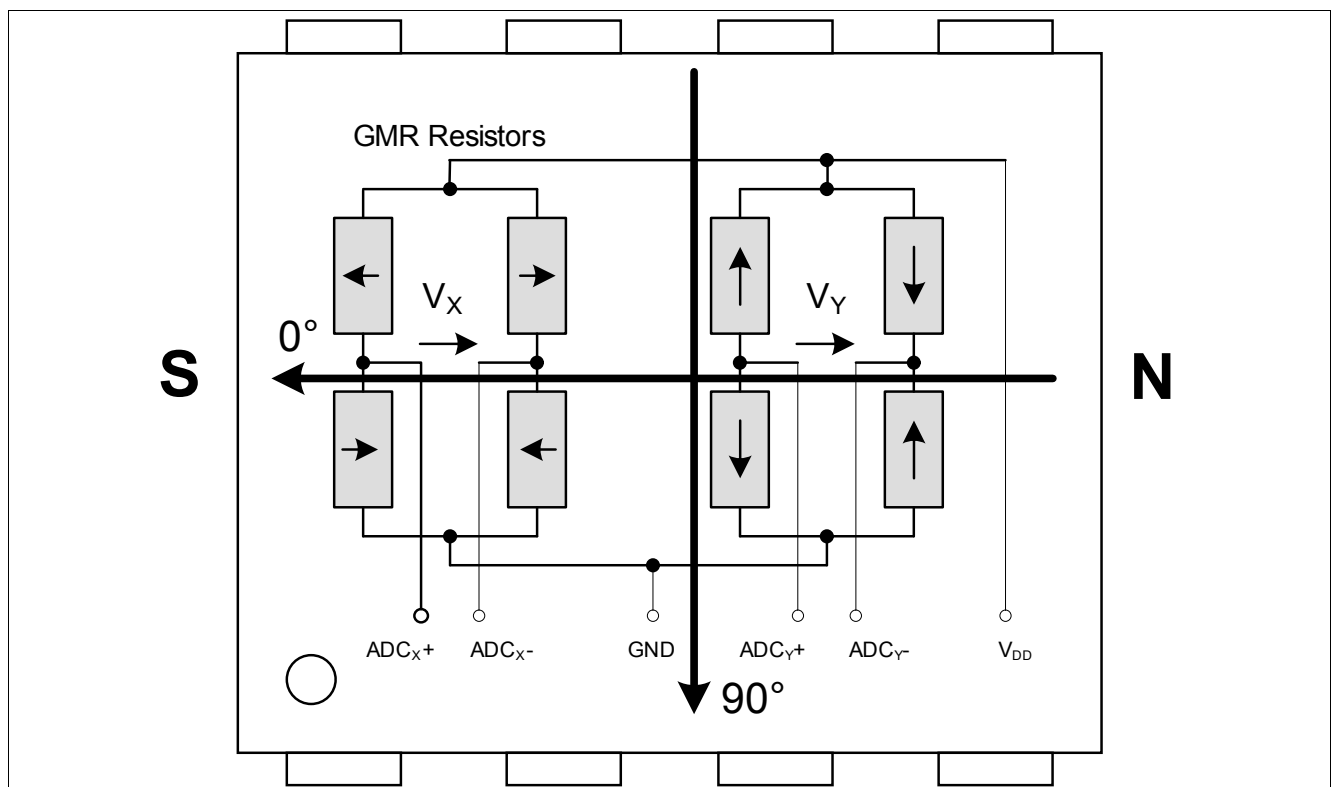 GMR Resistors
V_X
V_Y
0°
S
N
ADC_X+
ADC_X-
GND
ADC_Y+
ADC_Y-
V_DD
90°